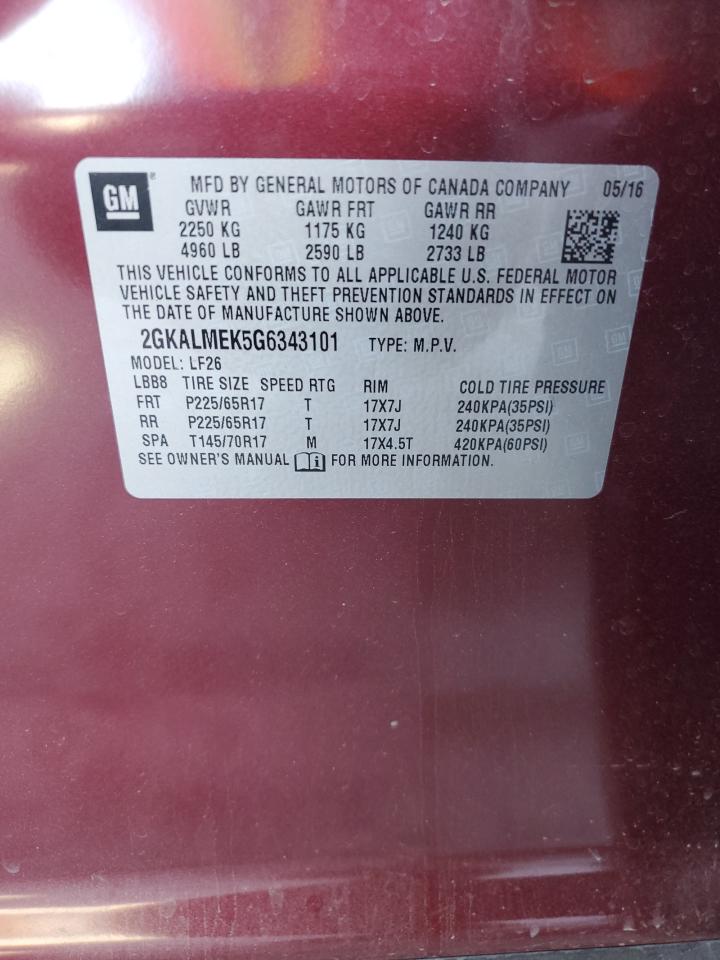 GM ® MFD BY GENERAL MOTORS OF CANADA COMPANY 05/16
GVWR GAWR FRT GAWR RR
2250 KG 1175 KG 1240 KG
4960 LB 2590 LB 2733 LB
THIS VEHICLE CONFORMS TO ALL APPLICABLE U.S. FEDERAL MOTOR
VEHICLE SAFETY AND THEFT PREVENTION STANDARDS IN EFFECT ON
THE DATE OF MANUFACTURE SHOWN ABOVE.
2GKALMEK5G6343101 TYPE: M.P.V.
MODEL: LF26
LBB8 TIRE SIZE SPEED RTG RIM COLD TIRE PRESSURE
FRT P225/65R17 T 17X7J 240KPA(35PSI)
RR P225/65R17 T 17X7J 240KPA(35PSI)
SPA T145/70R17 M 17X4.5T 420KPA(60PSI)
SEE OWNER'S MANUAL i FOR MORE INFORMATION.